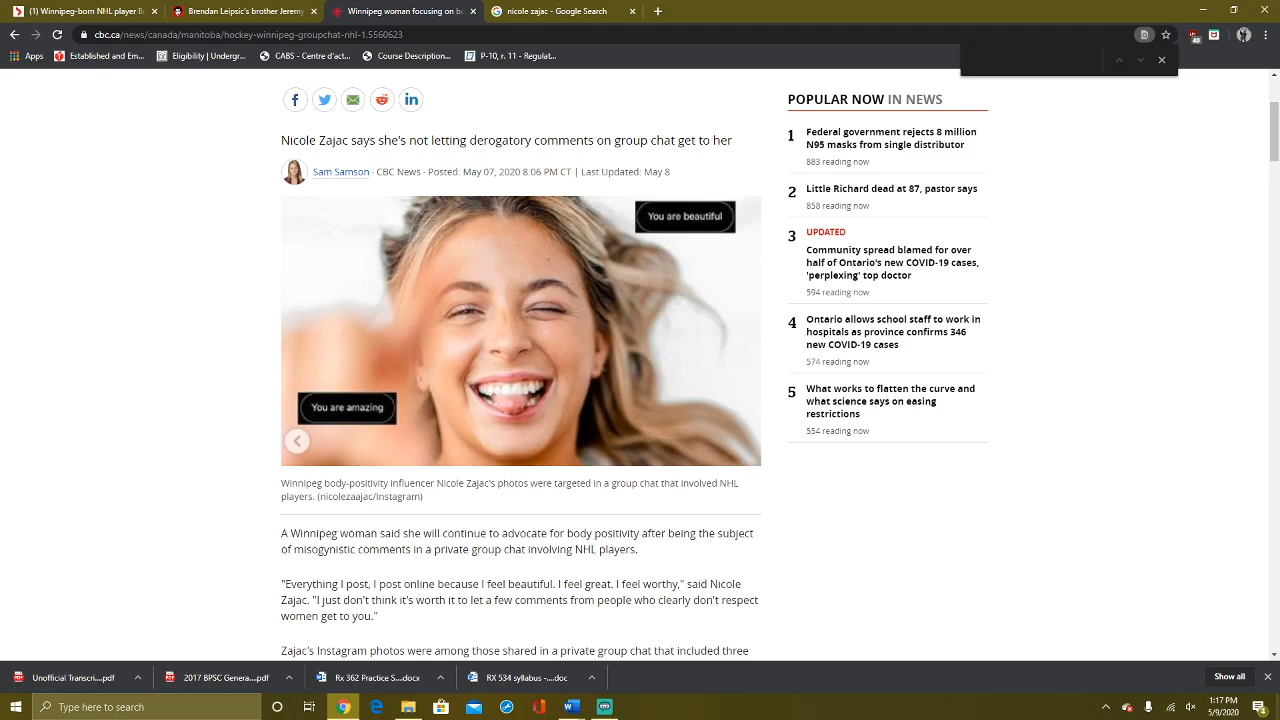 (1) Winnipeg-born NHL player Br
Brendan Leipsic's brother Jeremy
Winnipeg woman focusing on bo
nicole zajac - Google Search
cbc.ca/news/canada/manitoba/hockey-winnipeg-group-chat-nhl-1.5560623
40
Apps
Established and Em...
Eligibility | Undergr...
CABS - Centre d'act...
Course Descriptions...
P-10, r. 11 - Regulat...
Nicole Zajac says she's not letting derogatory comments on group chat get to her
Sam Samson · CBC News · Posted: May 07, 2020 8:06 PM CT | Last Updated: May 8
You are beautiful
You are amazing
Winnipeg body-positivity influencer Nicole Zajac's photos were targeted in a group chat that involved NHL
players. (nicolezaajac/Instagram)
A Winnipeg woman said she will continue to advocate for body positivity after being the subject
of misogynistic comments in a private group chat involving NHL players.
"Everything I post, I post online because I feel beautiful. I feel great. I feel worthy," said Nicole
Zajac. "I just don't think it's worth it to let a few comments from people who clearly don't respect
women get to you."
Zajac's Instagram photos were among those shared in a private group chat that included three
POPULAR NOW IN NEWS
1
Federal government rejects 8 million
N95 masks from single distributor
883 reading now
2
Little Richard dead at 87, pastor says
858 reading now
3
UPDATED
Community spread blamed for over
half of Ontario's new COVID-19 cases,
'perplexing' top doctor
594 reading now
4
Ontario allows school staff to work in
hospitals as province confirms 346
new COVID-19 cases
574 reading now
5
What works to flatten the curve and
what science says on easing
restrictions
554 reading now
Unofficial Transcri....pdf
2017 BPSC Genera....pdf
Rx 362 Practice S....docx
RX 534 syllabus -....doc
Show all
Type here to search
1:17 PM
5/9/2020